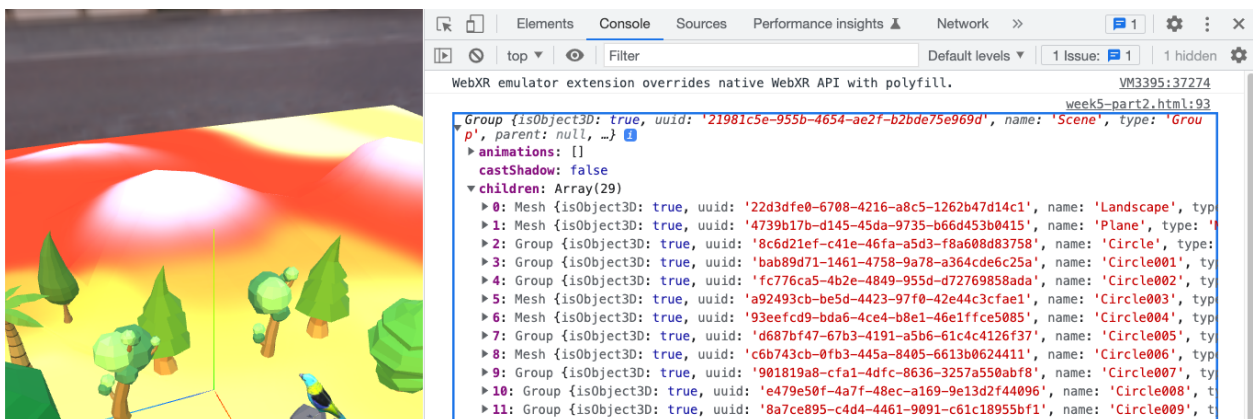 Elements Console Sources Performance insights Network » 1
top ▼ Filter Default levels ▼ 1 Issue: 1 1 hidden
WebXR emulator extension overrides native WebXR API with polyfill. VM3395:37274
week5-part2.html:93
Group {isObject3D: true, uuid: '21981c5e-955b-4654-ae2f-b2bde75e969d', name: 'Scene', type: 'Grou
p', parent: null, …} i
▶ animations: []
castShadow: false
▼ children: Array(29)
▶ 0: Mesh {isObject3D: true, uuid: '22d3dfe0-6708-4216-a8c5-1262b47d14c1', name: 'Landscape', typ
▶ 1: Mesh {isObject3D: true, uuid: '4739b17b-d145-45da-9735-b66d453b0415', name: 'Plane', type: 'M
▶ 2: Group {isObject3D: true, uuid: '8c6d21ef-c41e-46fa-a5d3-f8a608d83758', name: 'Circle', type:
▶ 3: Group {isObject3D: true, uuid: 'bab89d71-1461-4758-9a78-a364cde6c25a', name: 'Circle001', ty
▶ 4: Group {isObject3D: true, uuid: 'fc776ca5-4b2e-4849-955d-d72769858ada', name: 'Circle002', ty
▶ 5: Mesh {isObject3D: true, uuid: 'a92493cb-be5d-4423-97f0-42e44c3cfae1', name: 'Circle003', typ
▶ 6: Mesh {isObject3D: true, uuid: '93eefcd9-bda6-4ce4-b8e1-46e1ffce5085', name: 'Circle004', typ
▶ 7: Group {isObject3D: true, uuid: 'd687bf47-67b3-4191-a5b6-61c4c4126f37', name: 'Circle005', ty
▶ 8: Mesh {isObject3D: true, uuid: 'c6b743cb-0fb3-445a-8405-6613b0624411', name: 'Circle006', typ
▶ 9: Group {isObject3D: true, uuid: '901819a8-cfa1-4dfc-8636-3257a550abf8', name: 'Circle007', ty
▶ 10: Group {isObject3D: true, uuid: 'e479e50f-4a7f-48ec-a169-9e13d2f44096', name: 'Circle008', t
▶ 11: Group {isObject3D: true, uuid: '8a7ce895-c4d4-4461-9091-c61c18955bf1', name: 'Circle009', t